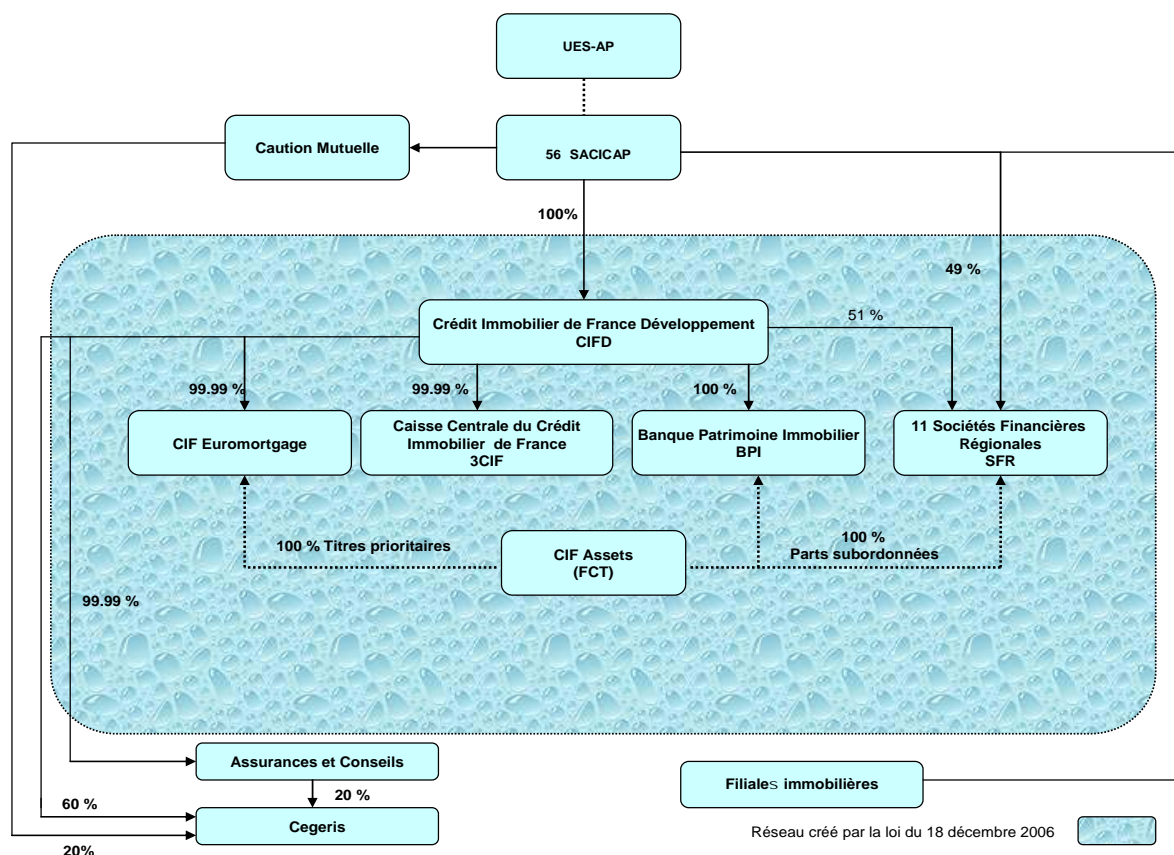 UES-AP
Caution Mutuelle
56 SACICAP
100%
49 %
Crédit Immobilier de France Développement
CIFD
51 %
99.99 %
99.99 %
100 %
CIF Euromortgage
Caisse Centrale du Crédit
Immobilier de France
3CIF
Banque Patrimoine Immobilier
BPI
11 Sociétés Financières
Régionales
SFR
100 % Titres prioritaires
CIF Assets
(FCT)
100 %
Parts subordonnées
99.99 %
Assurances et Conseils
20 %
Filiales immobilières
60 %
Cegeris
20%
Réseau créé par la loi du 18 décembre 2006